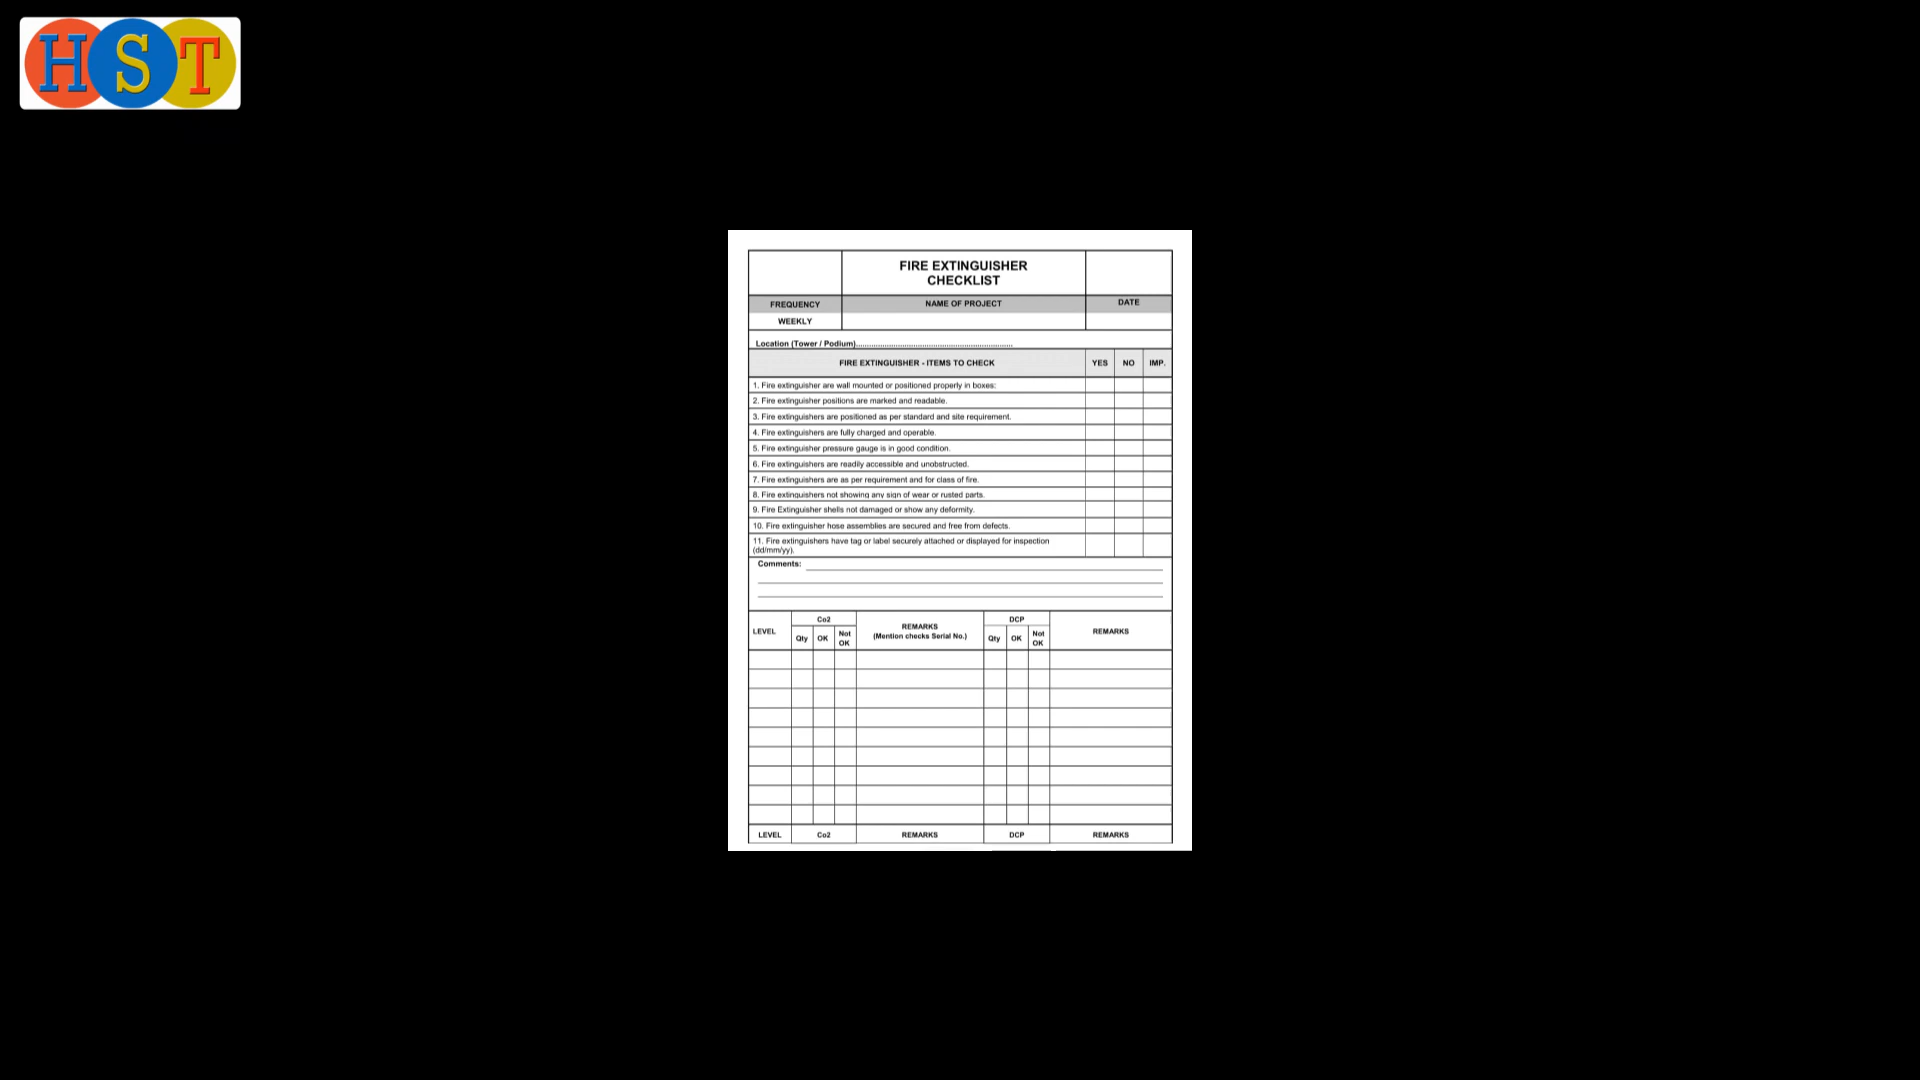 HST
FIRE EXTINGUISHER
CHECKLIST
FREQUENCY NAME OF PROJECT DATE
WEEKLY
Location (Tower / Podium)......................................................................
FIRE EXTINGUISHER - ITEMS TO CHECK YES NO IMP.
1. Fire extinguisher are wall mounted or positioned properly in boxes:
2. Fire extinguisher positions are marked and readable.
3. Fire extinguishers are positioned as per standard and site requirement.
4. Fire extinguishers are fully charged and operable.
5. Fire extinguisher pressure gauge is in good condition.
6. Fire extinguishers are readily accessible and unobstructed.
7. Fire extinguishers are as per requirement and for class of fire.
8. Fire extinguishers not showing any sign of wear or rusted parts.
9. Fire Extinguisher shells not damaged or show any deformity.
10. Fire extinguisher hose assemblies are secured and free from defects.
11. Fire extinguishers have tag or label securely attached or displayed for inspection
(dd/mm/yy).
Comments:
LEVEL Co2 REMARKS DCP REMARKS
(Mention checks Serial No.)
Qty OK Not OK Qty OK Not OK
LEVEL Co2 REMARKS DCP REMARKS